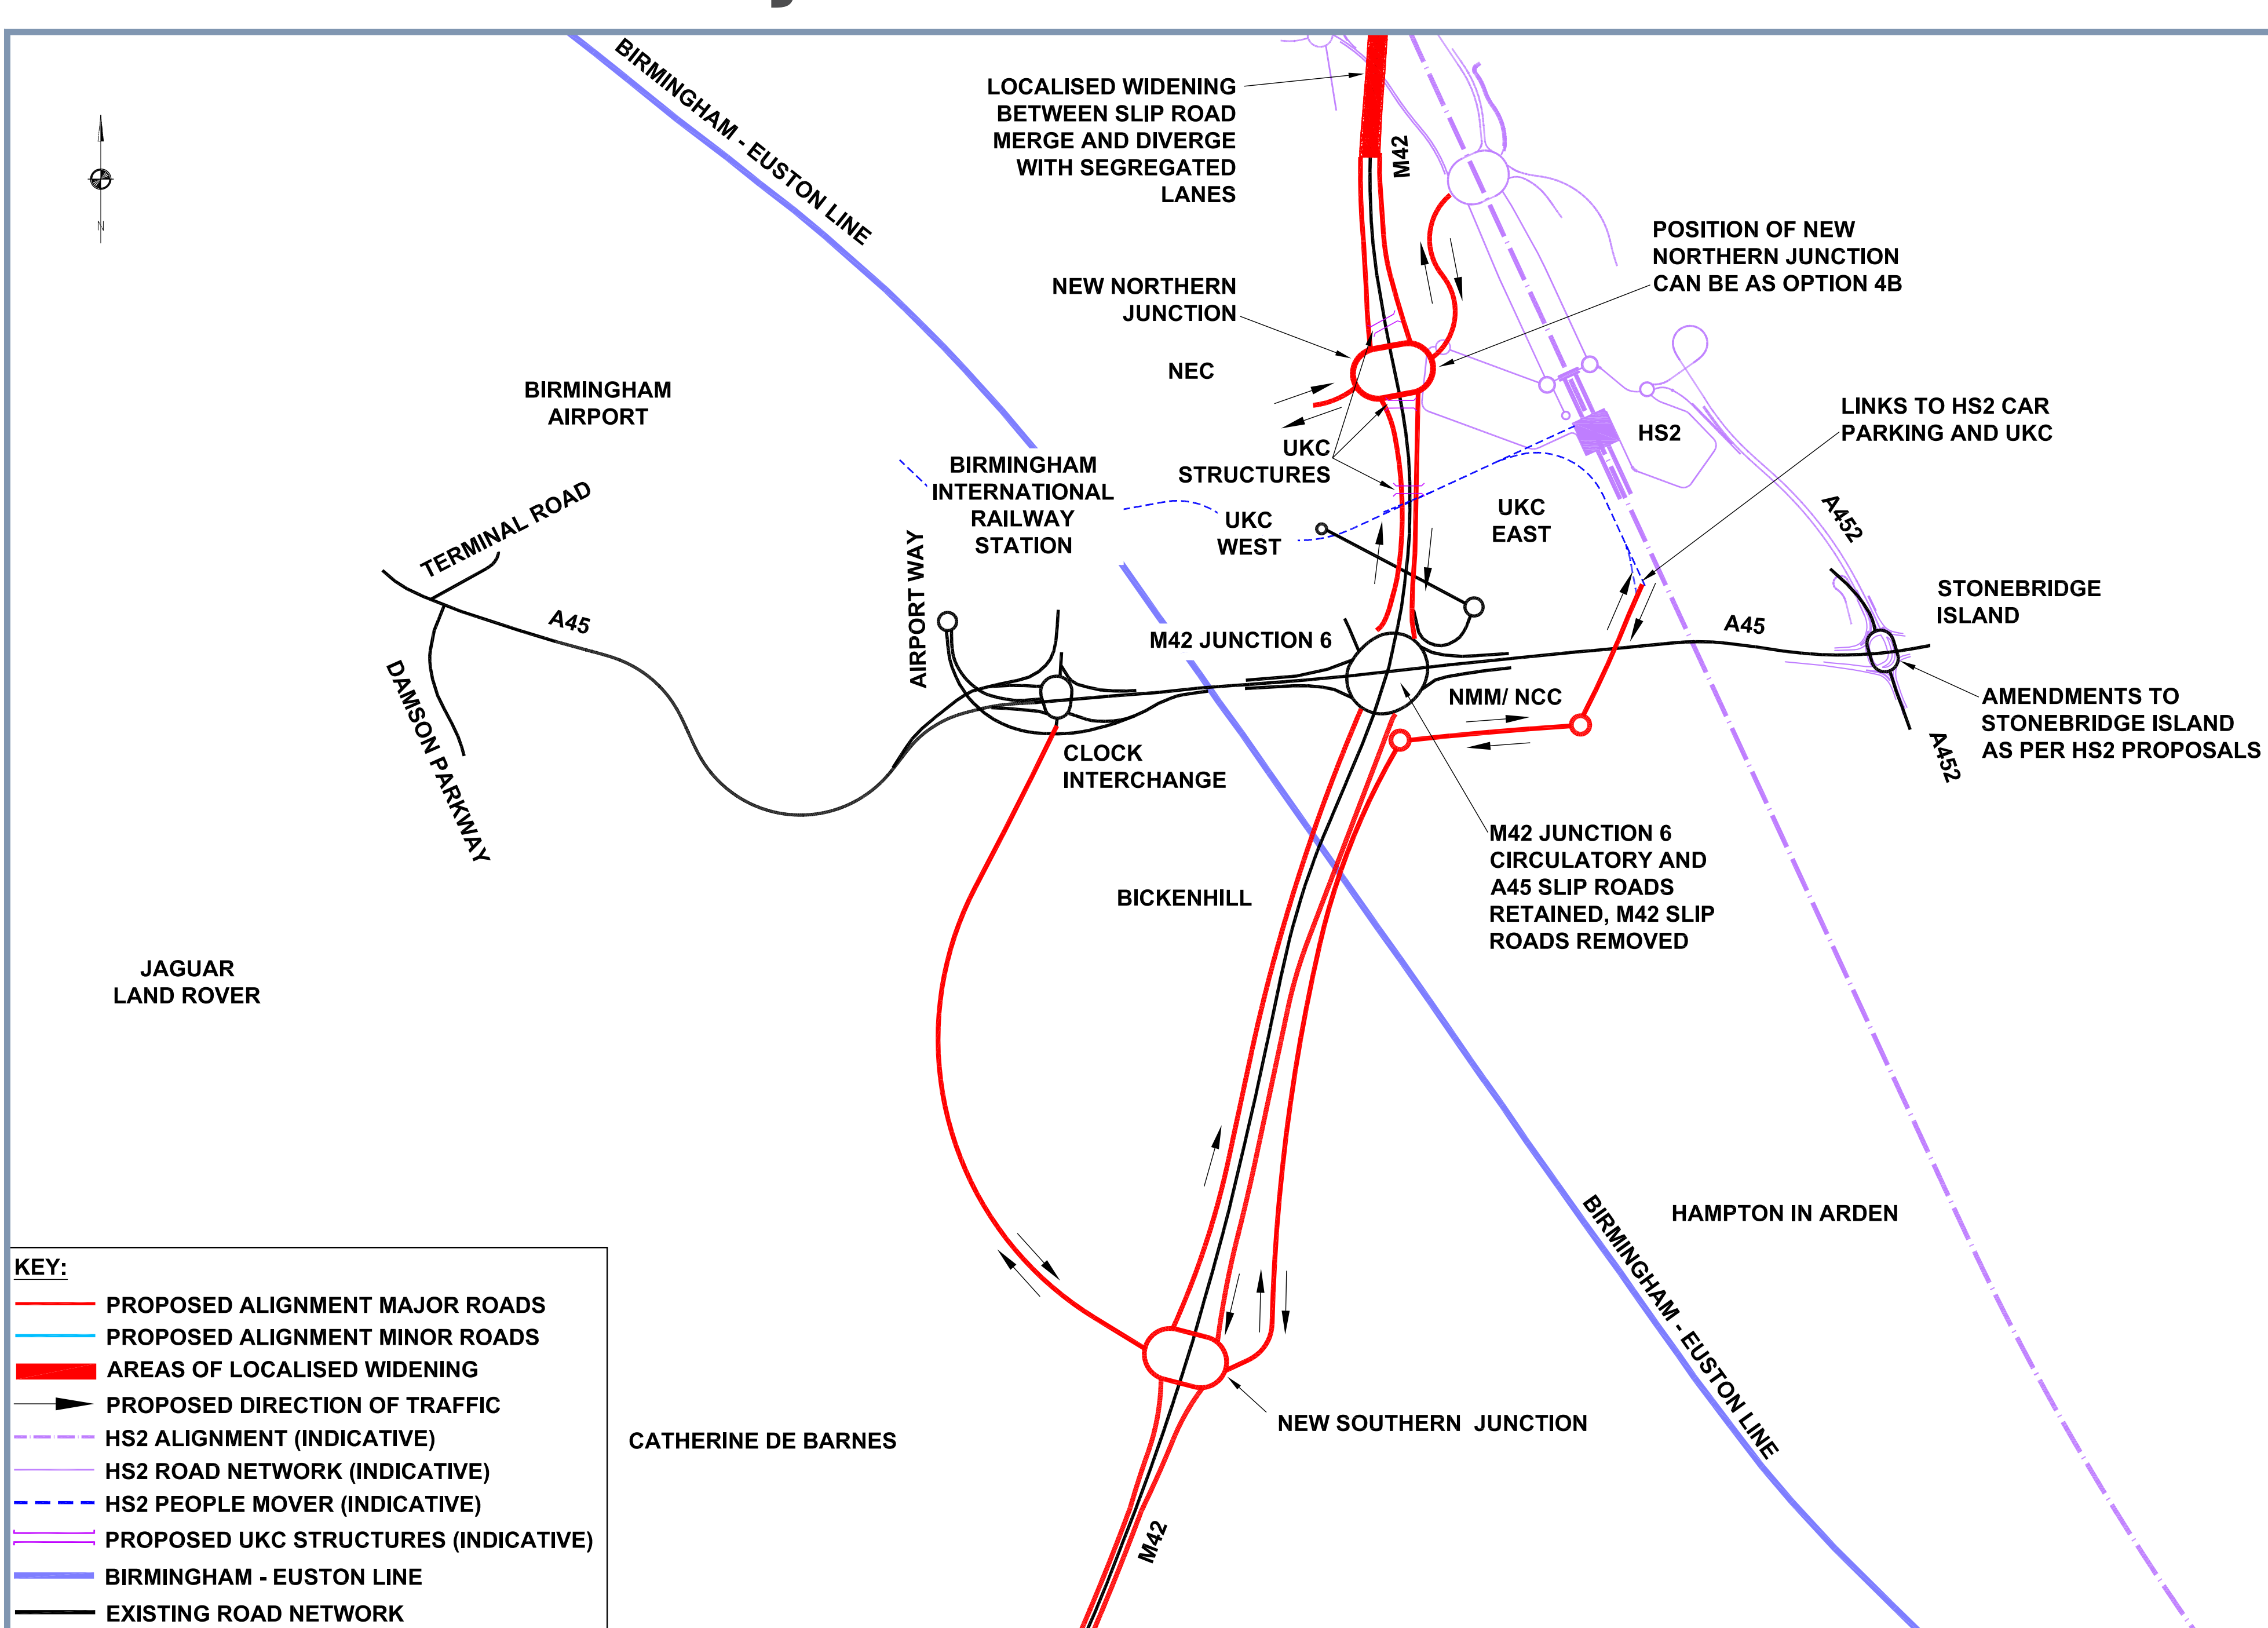 BIRMINGHAM - EUSTON LINE
LOCALISED WIDENING
BETWEEN SLIP ROAD
MERGE AND DIVERGE
WITH SEGREGATED
LANES
M42
N
POSITION OF NEW
NORTHERN JUNCTION
CAN BE AS OPTION 4B
NEW NORTHERN
JUNCTION
NEC
BIRMINGHAM
AIRPORT
LINKS TO HS2 CAR
PARKING AND UKC
HS2
UKC
STRUCTURES
BIRMINGHAM
INTERNATIONAL
RAILWAY
STATION
UKC
WEST
UKC
EAST
A452
TERMINAL ROAD
AIRPORT WAY
A45
STONEBRIDGE
ISLAND
M42 JUNCTION 6
A45
DAMSON PARKWAY
NMM/ NCC
AMENDMENTS TO
STONEBRIDGE ISLAND
AS PER HS2 PROPOSALS
A452
CLOCK
INTERCHANGE
M42 JUNCTION 6
CIRCULATORY AND
A45 SLIP ROADS
RETAINED, M42 SLIP
ROADS REMOVED
BICKENHILL
JAGUAR
LAND ROVER
HAMPTON IN ARDEN
BIRMINGHAM - EUSTON LINE
NEW SOUTHERN JUNCTION
CATHERINE DE BARNES
M42
KEY:
PROPOSED ALIGNMENT MAJOR ROADS
PROPOSED ALIGNMENT MINOR ROADS
AREAS OF LOCALISED WIDENING
PROPOSED DIRECTION OF TRAFFIC
HS2 ALIGNMENT (INDICATIVE)
HS2 ROAD NETWORK (INDICATIVE)
HS2 PEOPLE MOVER (INDICATIVE)
PROPOSED UKC STRUCTURES (INDICATIVE)
BIRMINGHAM - EUSTON LINE
EXISTING ROAD NETWORK